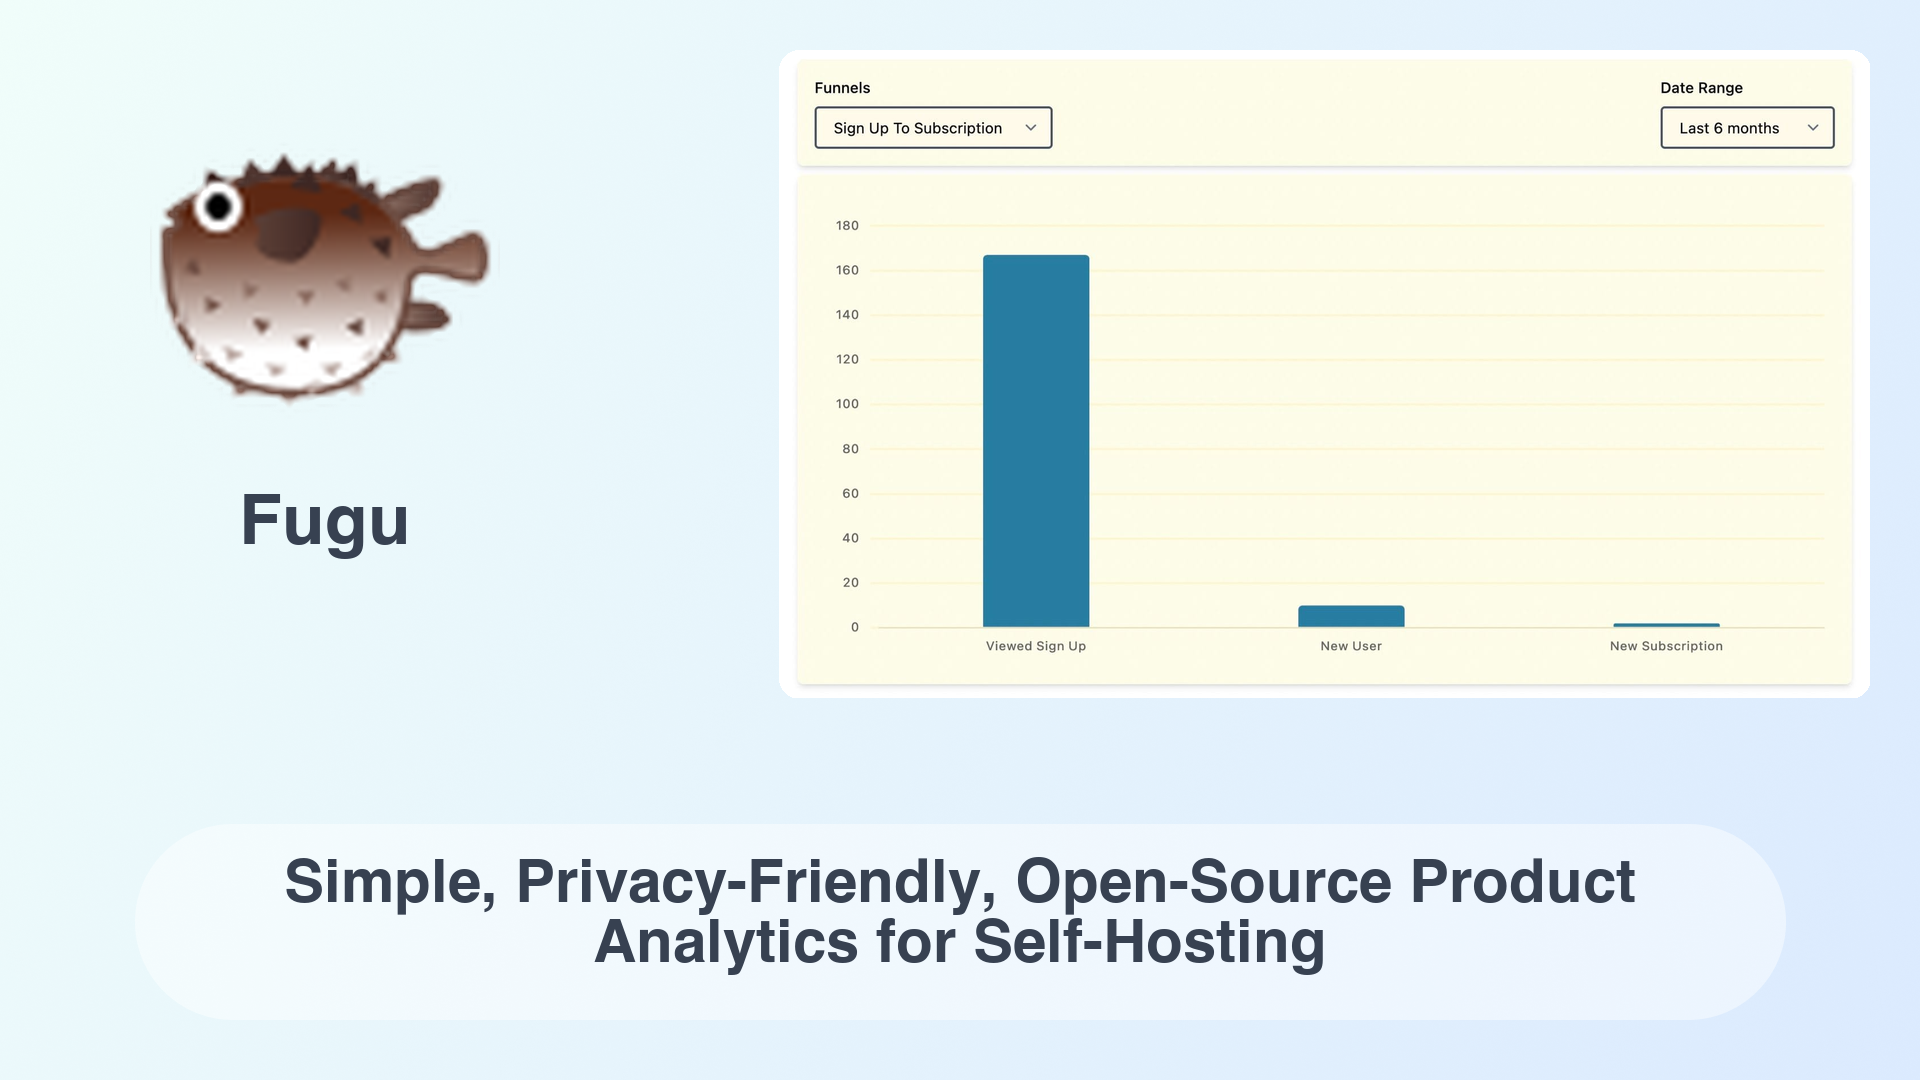 Fugu
Funnels
Sign Up To Subscription
Date Range
Last 6 months
180
160
140
120
100
80
60
40
20
0
Viewed Sign Up
New User
New Subscription
Simple, Privacy-Friendly, Open-Source Product
Analytics for Self-Hosting